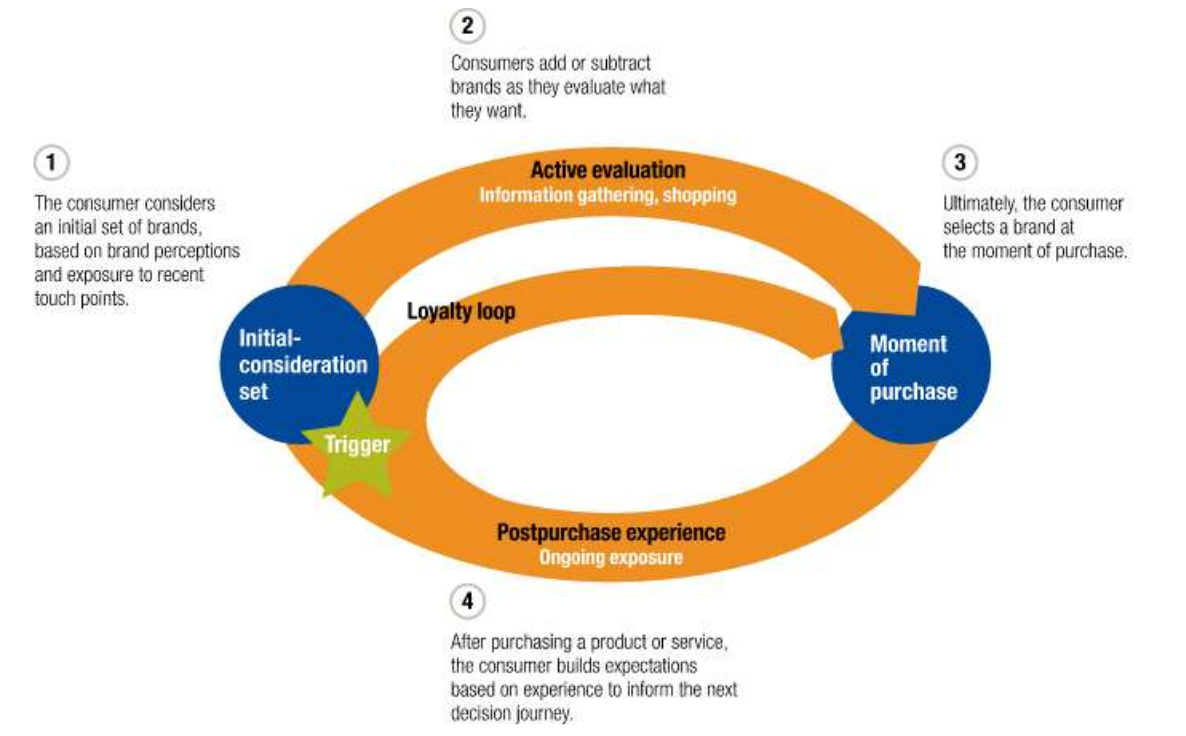 2
Consumers add or subtract
brands as they evaluate what
they want.
1
The consumer considers
an initial set of brands,
based on brand perceptions
and exposure to recent
touch points.
Active evaluation
Information gathering, shopping
3
Ultimately, the consumer
selects a brand at
the moment of purchase.
Loyalty loop
Initial-
consideration
set
Trigger
Moment
of
purchase
Postpurchase experience
Ongoing exposure
4
After purchasing a product or service,
the consumer builds expectations
based on experience to inform the next
decision journey.